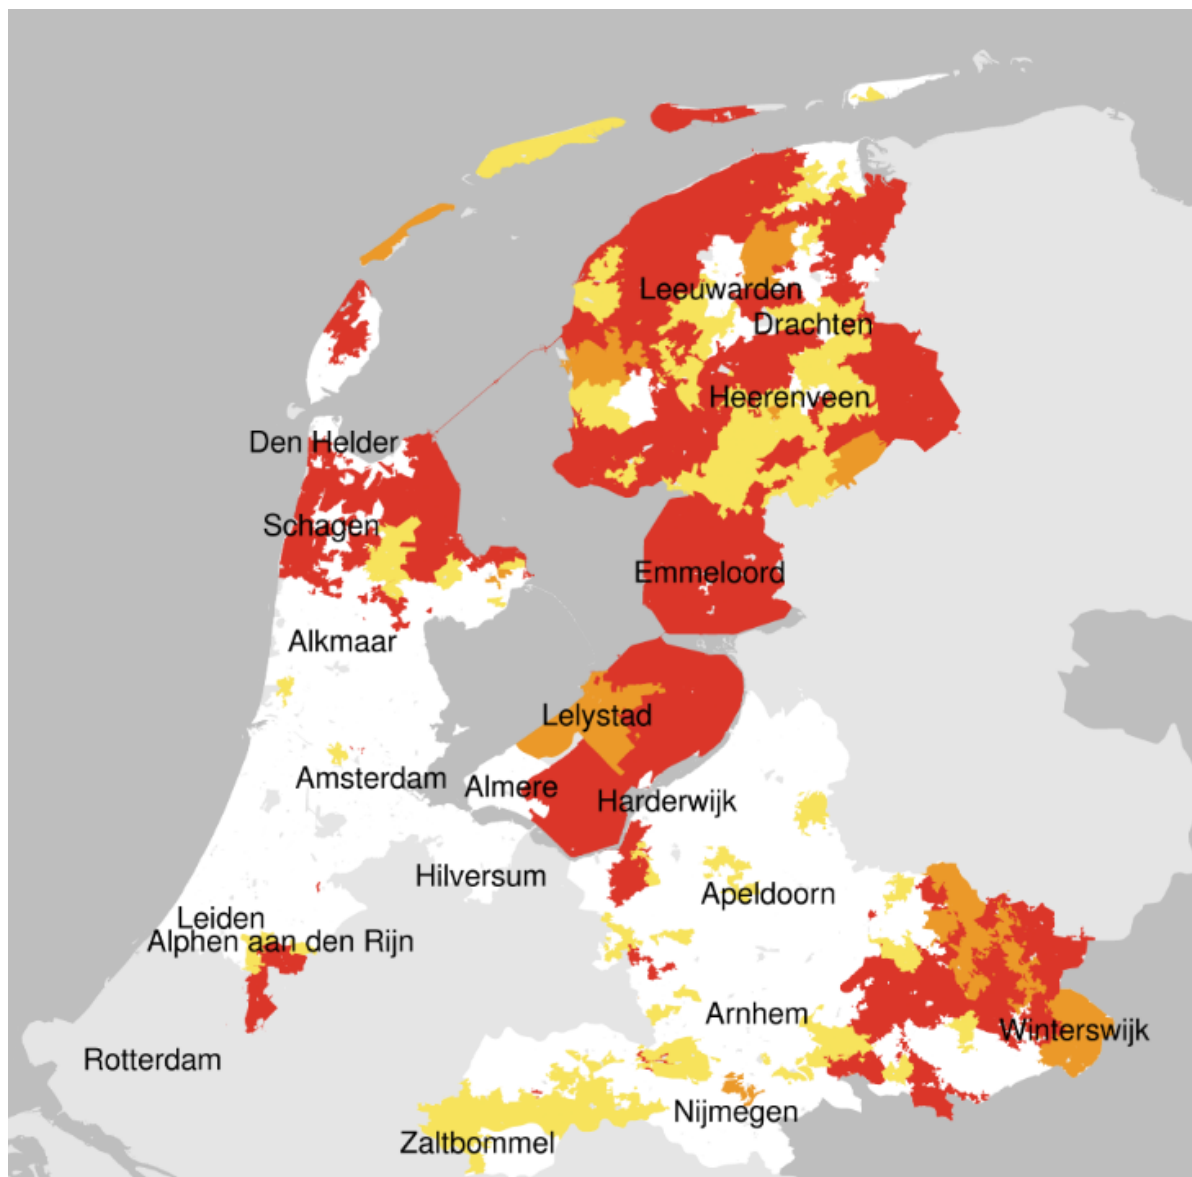 Leeuwarden
Drachten
Heerenveen
Den Helder
Schagen
Emmeloord
Alkmaar
Lelystad
Amsterdam
Almere
Harderwijk
Hilversum
Apeldoorn
Leiden
Alphen aan den Rijn
Arnhem
Winterswijk
Rotterdam
Nijmegen
Zaltbommel